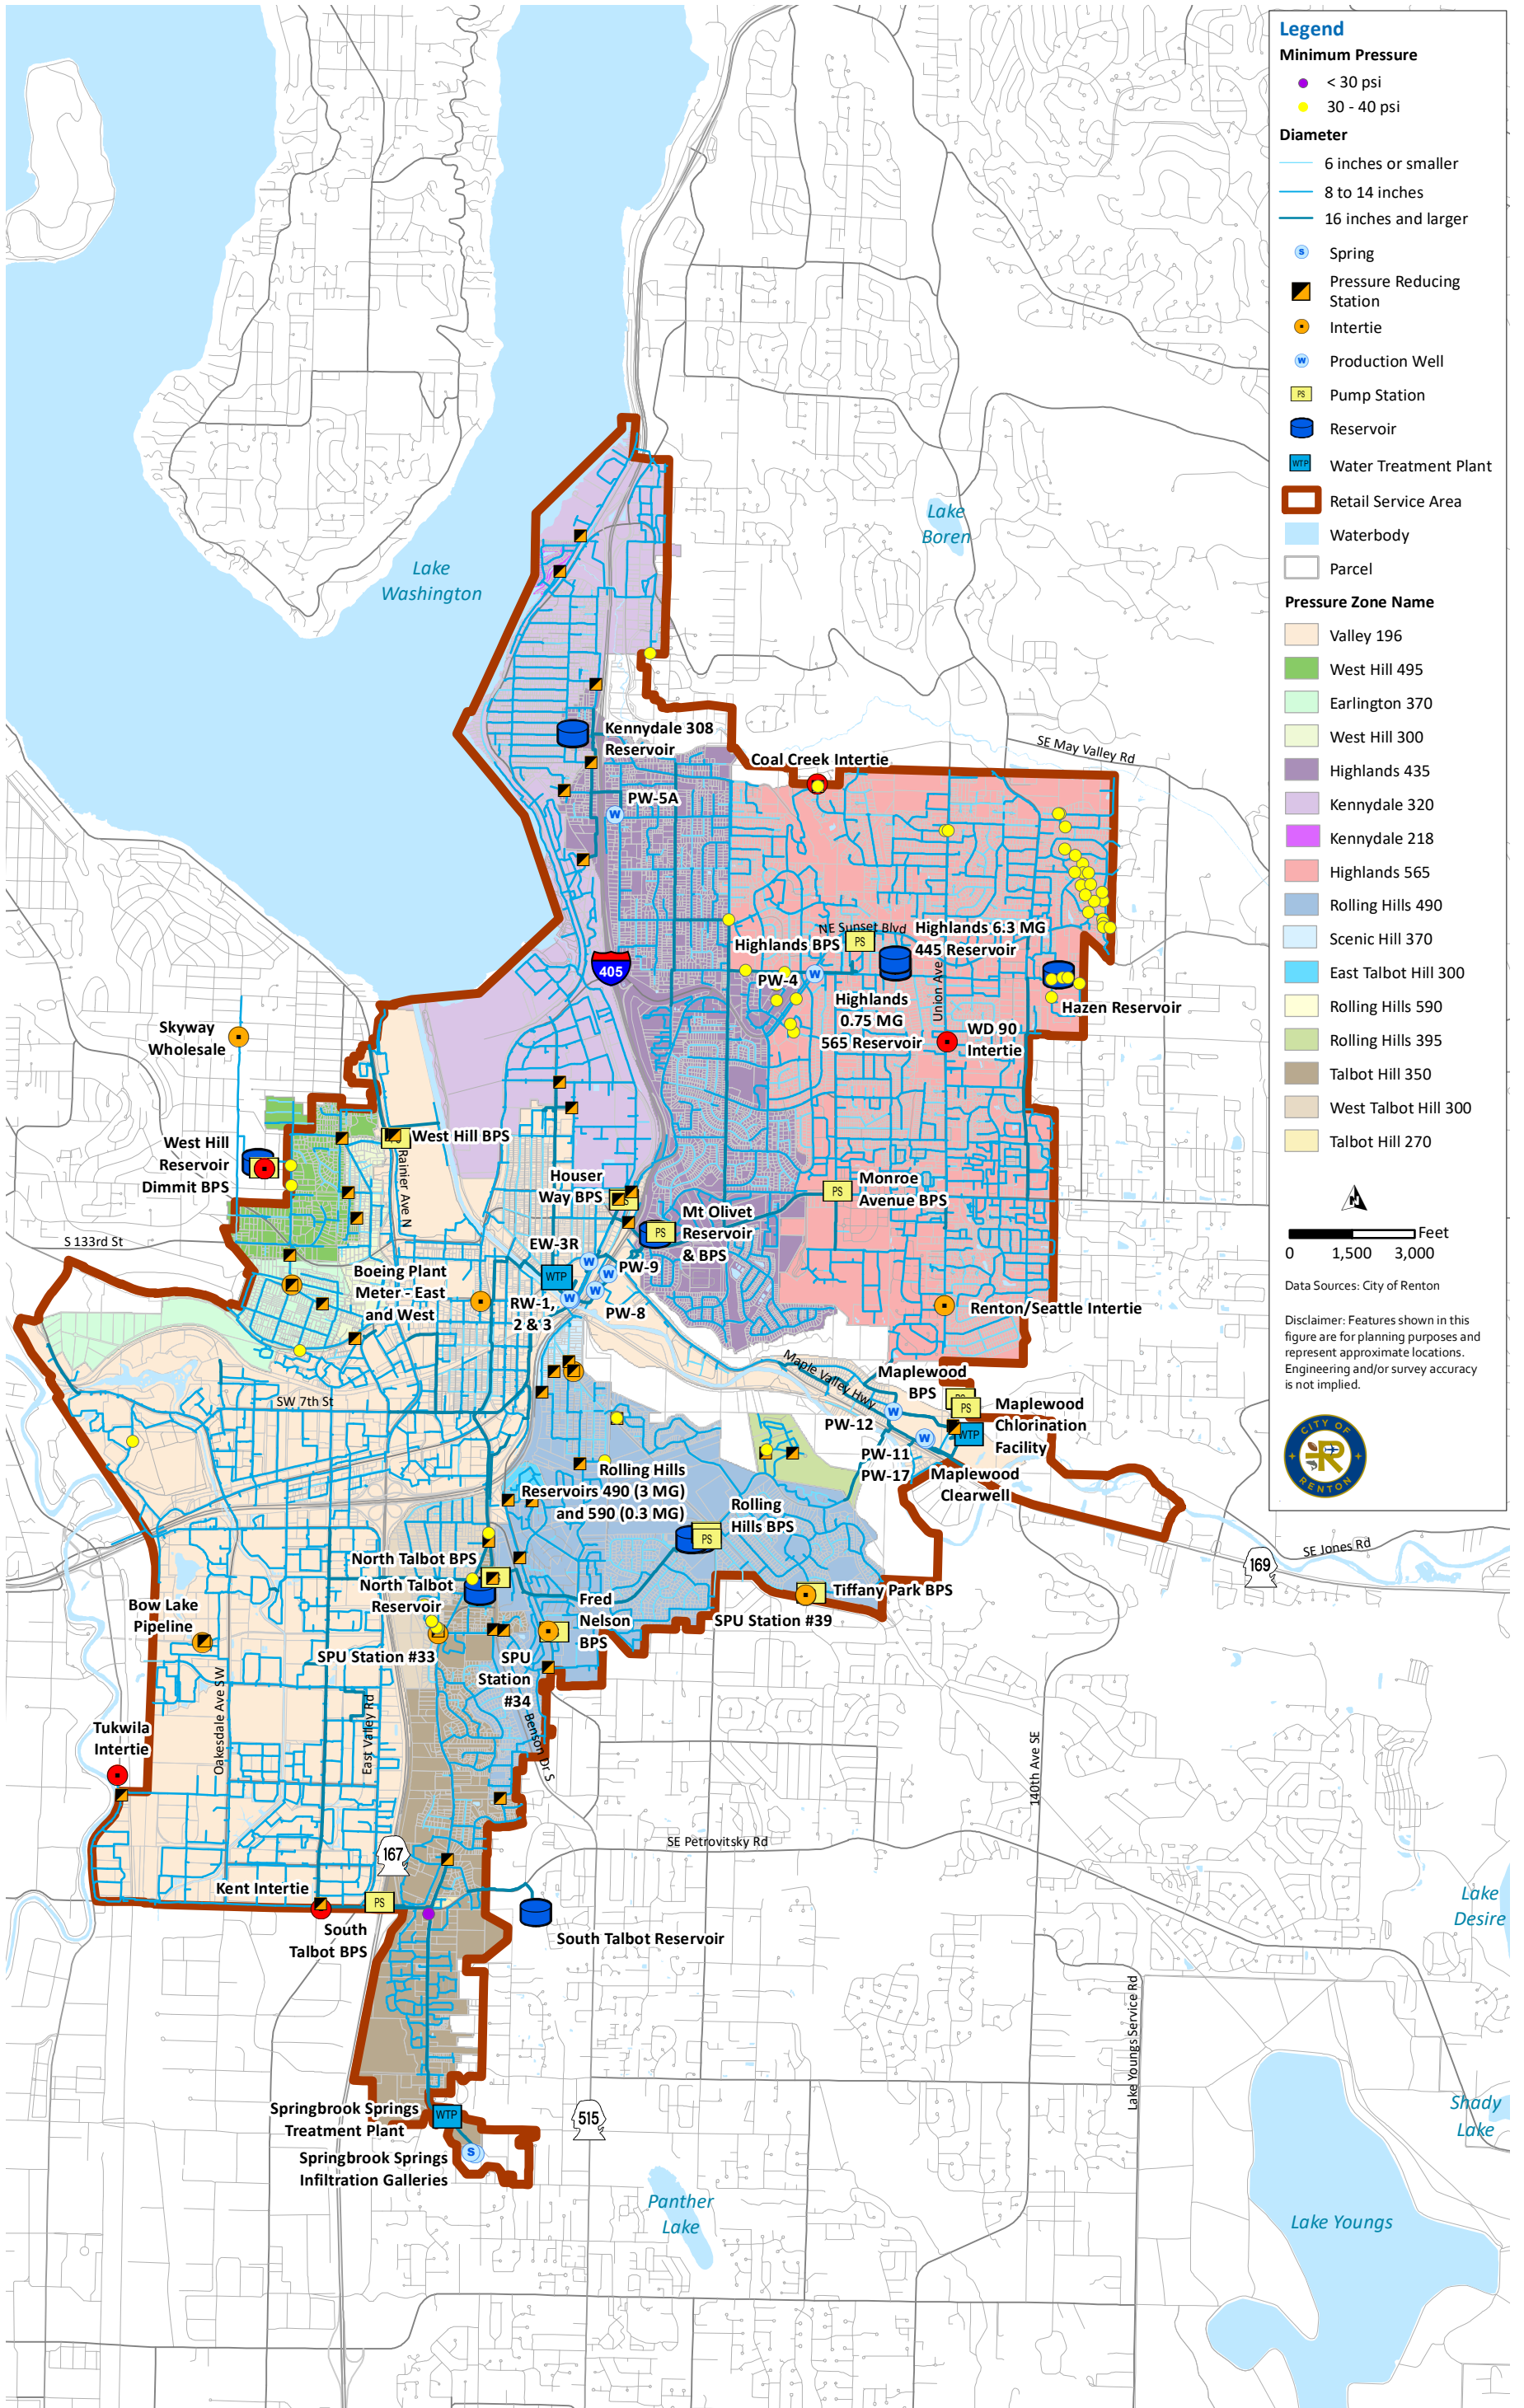 Legend
Minimum Pressure
< 30 psi
30 - 40 psi
Diameter
6 inches or smaller
8 to 14 inches
16 inches and larger
S
Spring
Pressure Reducing
Station
Intertie
W
Production Well
PS
Pump Station
Reservoir
WTP
Water Treatment Plant
Retail Service Area
Waterbody
Parcel
Pressure Zone Name
Valley 196
West Hill 495
Earlington 370
West Hill 300
Highlands 435
Kennydale 320
Kennydale 218
Highlands 565
Rolling Hills 490
Scenic Hill 370
East Talbot Hill 300
Rolling Hills 590
Rolling Hills 395
Talbot Hill 350
West Talbot Hill 300
Talbot Hill 270
Feet
0 1,500 3,000
Data Sources: City of Renton
Disclaimer: Features shown in this
figure are for planning purposes and
represent approximate locations.
Engineering and/or survey accuracy
is not implied.
CITY OF
R
RENTON
Lake
Boren
Lake
Washington
Kennydale 308
Reservoir
SE May Valley Rd
Coal Creek Intertie
PW-5A
W
NE Sunset Blvd
Highlands 6.3 MG
445 Reservoir
Highlands BPS
PS
405
PW-4
W
Union Ave
Highlands
0.75 MG
565 Reservoir
Hazen Reservoir
WD 90
Intertie
Skyway
Wholesale
West Hill
Reservoir
Dimmit BPS
West Hill BPS
Rainier Ave N
Houser
Way BPS
Monroe
Avenue BPS
PS
Mt Olivet
Reservoir
& BPS
PS
S 133rd St
EW-3R
WTP
W
PW-9
W
Boeing Plant
Meter - East
and West
RW-1,
2 & 3
W
W
PW-8
Renton/Seattle Intertie
Maple Valley Hwy
Maplewood
BPS
PS
Maplewood
Chlorination
Facility
WTP
SW 7th St
PW-12
W
W
PW-11
PW-17
Maplewood
Clearwell
Rolling Hills
Reservoirs 490 (3 MG)
and 590 (0.3 MG)
Rolling
Hills BPS
PS
SE Jones Rd
169
North Talbot BPS
North Talbot
Reservoir
Tiffany Park BPS
Fred
Nelson
BPS
SPU Station #39
Bow Lake
Pipeline
SPU Station #33
SPU
Station
#34
Oakesdale Ave SW
East Valley Rd
Benson Dr S
Tukwila
Intertie
140th Ave SE
SE Petrovitsky Rd
167
Kent Intertie
PS
South
Talbot BPS
South Talbot Reservoir
Lake
Desire
Lake Youngs Service Rd
Springbrook Springs
Treatment Plant
WTP
515
Springbrook Springs
Infiltration Galleries
S
Shady
Lake
Panther
Lake
Lake Youngs